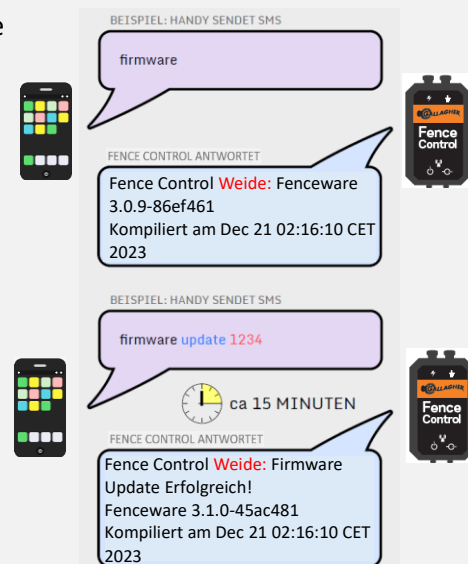 e
BEISPIEL: HANDY SENDET SMS
firmware
GALLAGHER
Fence
Control
FENCE CONTROL ANTWORTET
Fence Control Weide: Fenceware
3.0.9-86ef461
Kompiliert am Dec 21 02:16:10 CET
2023
BEISPIEL: HANDY SENDET SMS
firmware update 1234
GALLAGHER
Fence
Control
ca 15 MINUTEN
FENCE CONTROL ANTWORTET
Fence Control Weide: Firmware
Update Erfolgreich!
Fenceware 3.1.0-45ac481
Kompiliert am Dec 21 02:16:10 CET
2023